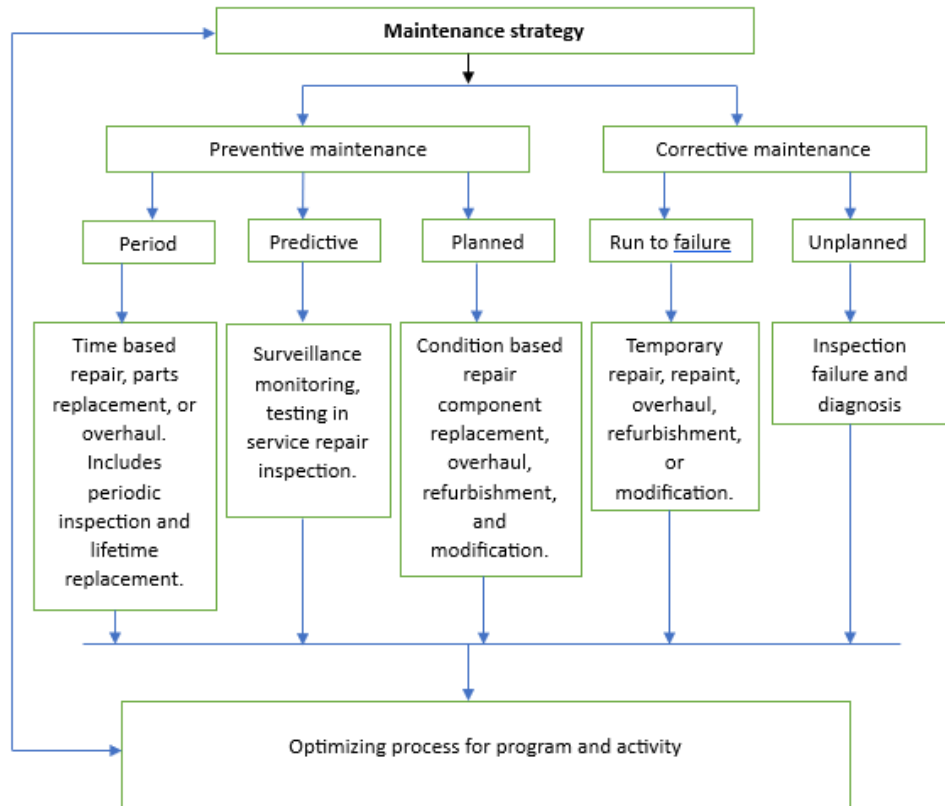 Maintenance strategy
Preventive maintenance
Corrective maintenance
Period
Predictive
Planned
Run to failure
Unplanned
Time based
repair, parts
replacement, or
overhaul.
Includes
periodic
inspection and
lifetime
replacement.
Surveillance
monitoring,
testing in
service repair
inspection.
Condition based
repair
component
replacement,
overhaul,
refurbishment,
and
modification.
Temporary
repair, repaint,
overhaul,
refurbishment,
or
modification.
Inspection
failure and
diagnosis
Optimizing process for program and activity